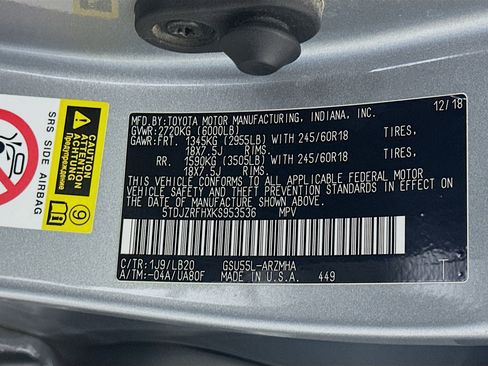 MFD.BY:TOYOTA MOTOR MANUFACTURING, INDIANA, INC. 12/18
GVWR:2720KG (6000LB)
GAWR:FRT. 1345KG (2955LB) WITH 245/60R18 TIRES,
18X7.5J RIMS.
RR. 1590KG (3505LB) WITH 245/60R18 TIRES,
18X7.5J RIMS.
THIS VEHICLE CONFORMS TO ALL APPLICABLE FEDERAL MOTOR
VEHICLE SAFETY AND THEFT PREVENTION STANDARDS IN EFFECT ON
THE DATE OF MANUFACTURE SHOWN ABOVE.
5TDJZRFHXKS953536 MPV
C/TR:1J9/LB20 GSU55L-ARZMHA T
A/TM:-04A/UA80F MADE IN U.S.A. 449
SRS SIDE AIRBAG
CAUTION
ATTENTION
ACHTUNG
Предупреждение
9